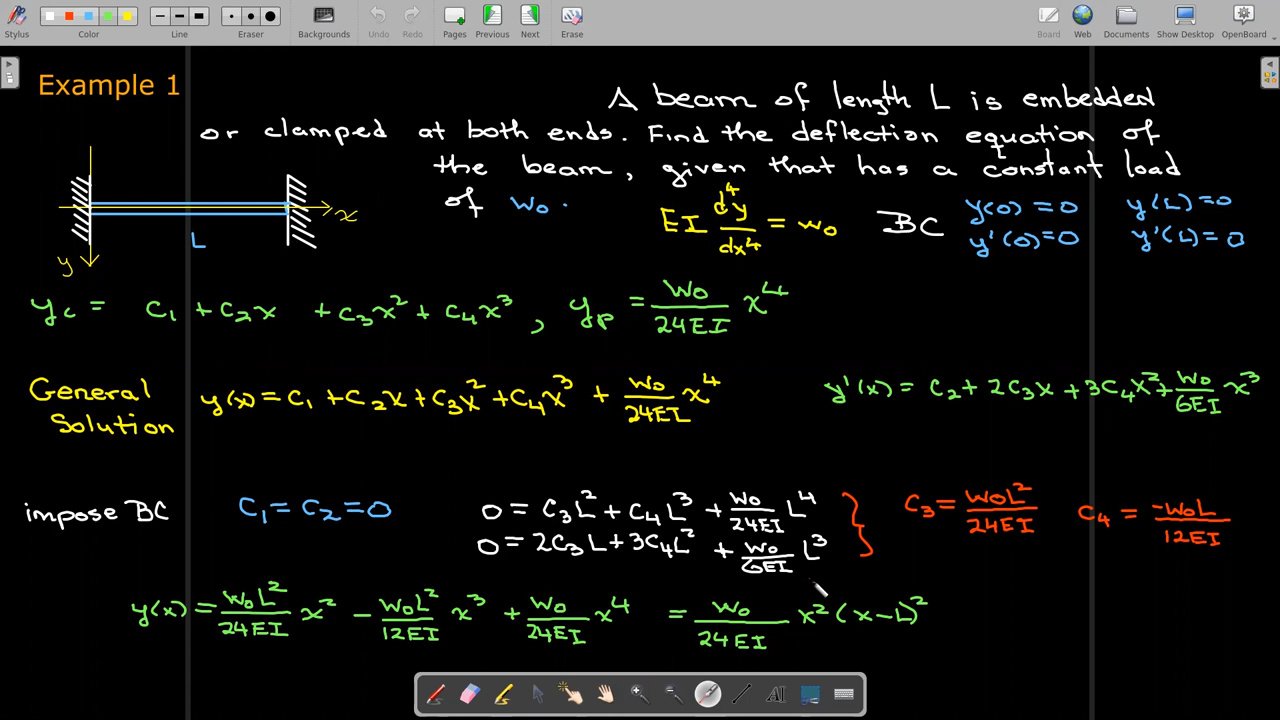 Stylus Color Line Eraser Backgrounds Undo Redo Pages Previous Next Erase Board Web Documents Show Desktop OpenBoard
Example 1
A beam of length L is embedded
or clamped at both ends. Find the deflection equation of
the beam, given that has a constant load
of w₀.
EI d⁴y/dx⁴ = w₀ BC y(0) = 0 y(L)=0
y'(0)=0 y'(L)=0
x
L
y
y_c = c₁ + c₂x + c₃x² + c₄x³, y_p = w₀/24EI x⁴
General
Solution
y(x) = c₁ + c₂x + c₃x² + c₄x³ + w₀/24EI x⁴ y'(x) = c₂ + 2c₃x + 3c₄x² + w₀/6EI x³
impose BC c₁ = c₂ = 0
0 = c₃L² + c₄L³ + w₀/24EI L⁴
0 = 2c₃L + 3c₄L² + w₀/6EI L³
c₃ = w₀L²/24EI c₄ = -w₀L/12EI
y(x) = w₀L²/24EI x² - w₀L²/12EI x³ + w₀/24EI x⁴ = w₀/24EI x²(x-L)²
AI